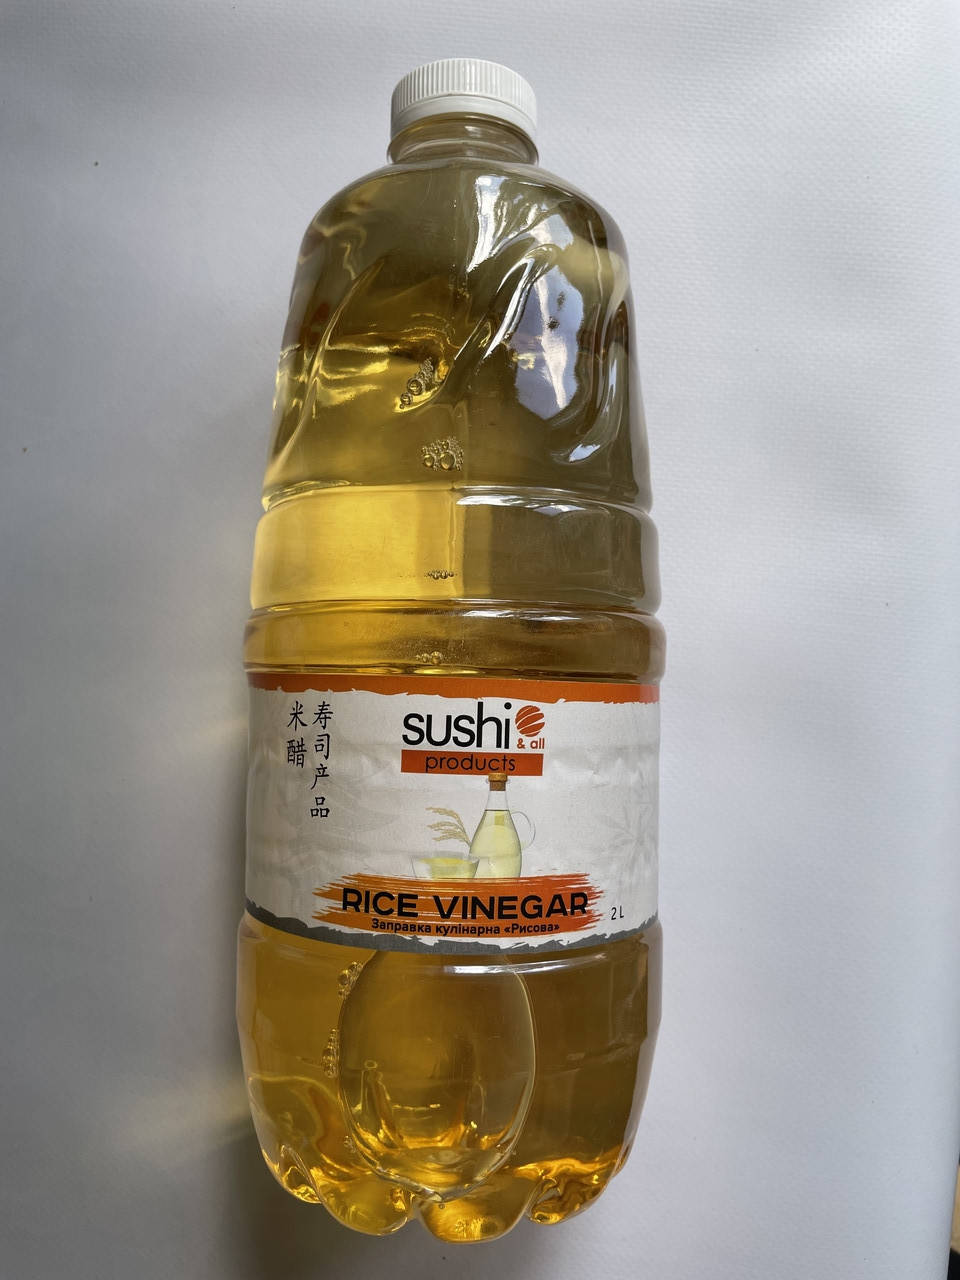 寿司产品
米醋
sushi
& all
products
RICE VINEGAR
2 L
Заправка кулінарна «Рисова»